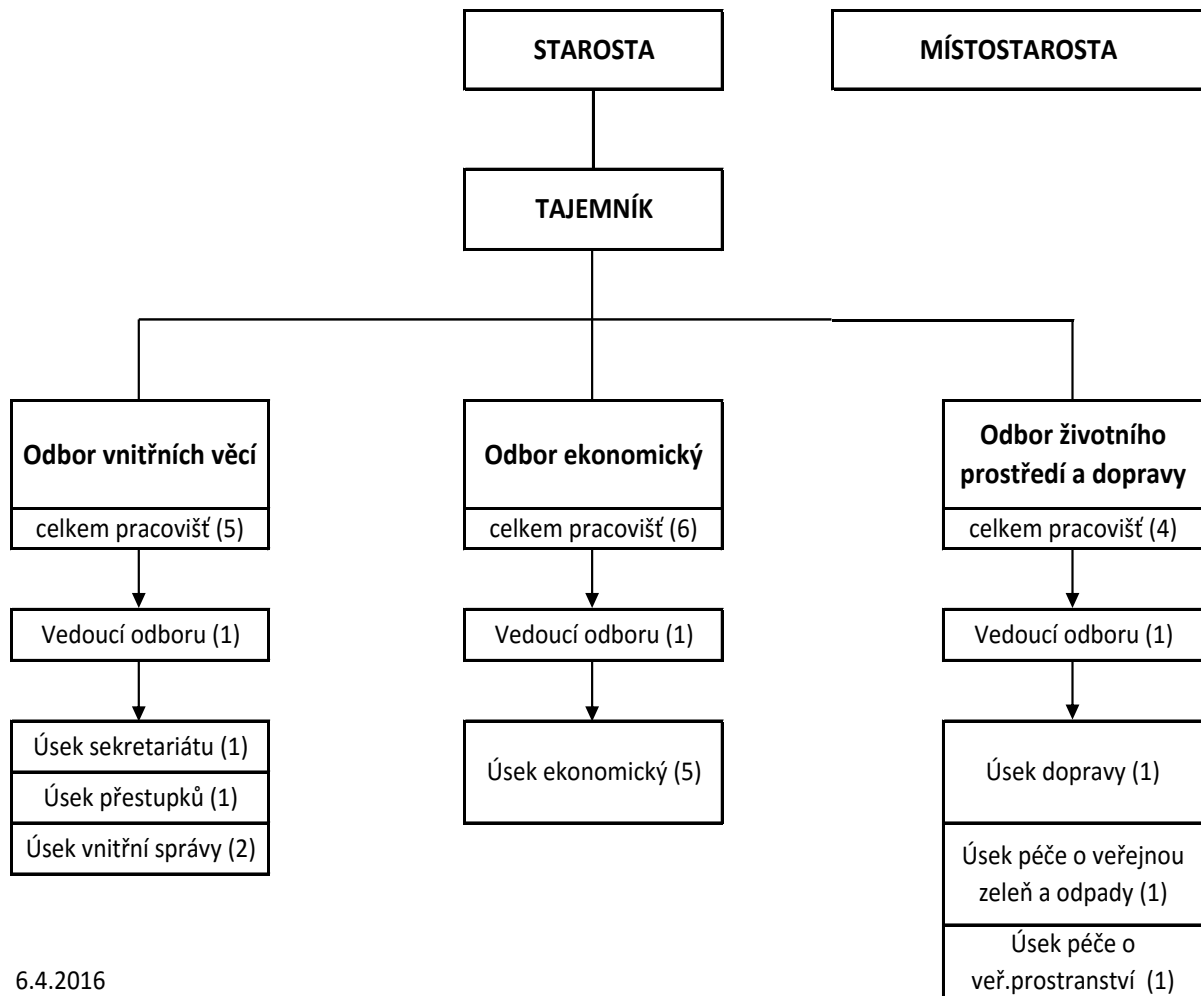 STAROSTA
MÍSTOSTAROSTA
TAJEMNÍK
Odbor vnitřních věcí
celkem pracovišť (5)
Vedoucí odboru (1)
Úsek sekretariátu (1)
Úsek přestupků (1)
Úsek vnitřní správy (2)
Odbor ekonomický
celkem pracovišť (6)
Vedoucí odboru (1)
Úsek ekonomický (5)
Odbor životního
prostředí a dopravy
celkem pracovišť (4)
Vedoucí odboru (1)
Úsek dopravy (1)
Úsek péče o veřejnou
zeleň a odpady (1)
Úsek péče o
veř.prostranství (1)
6.4.2016